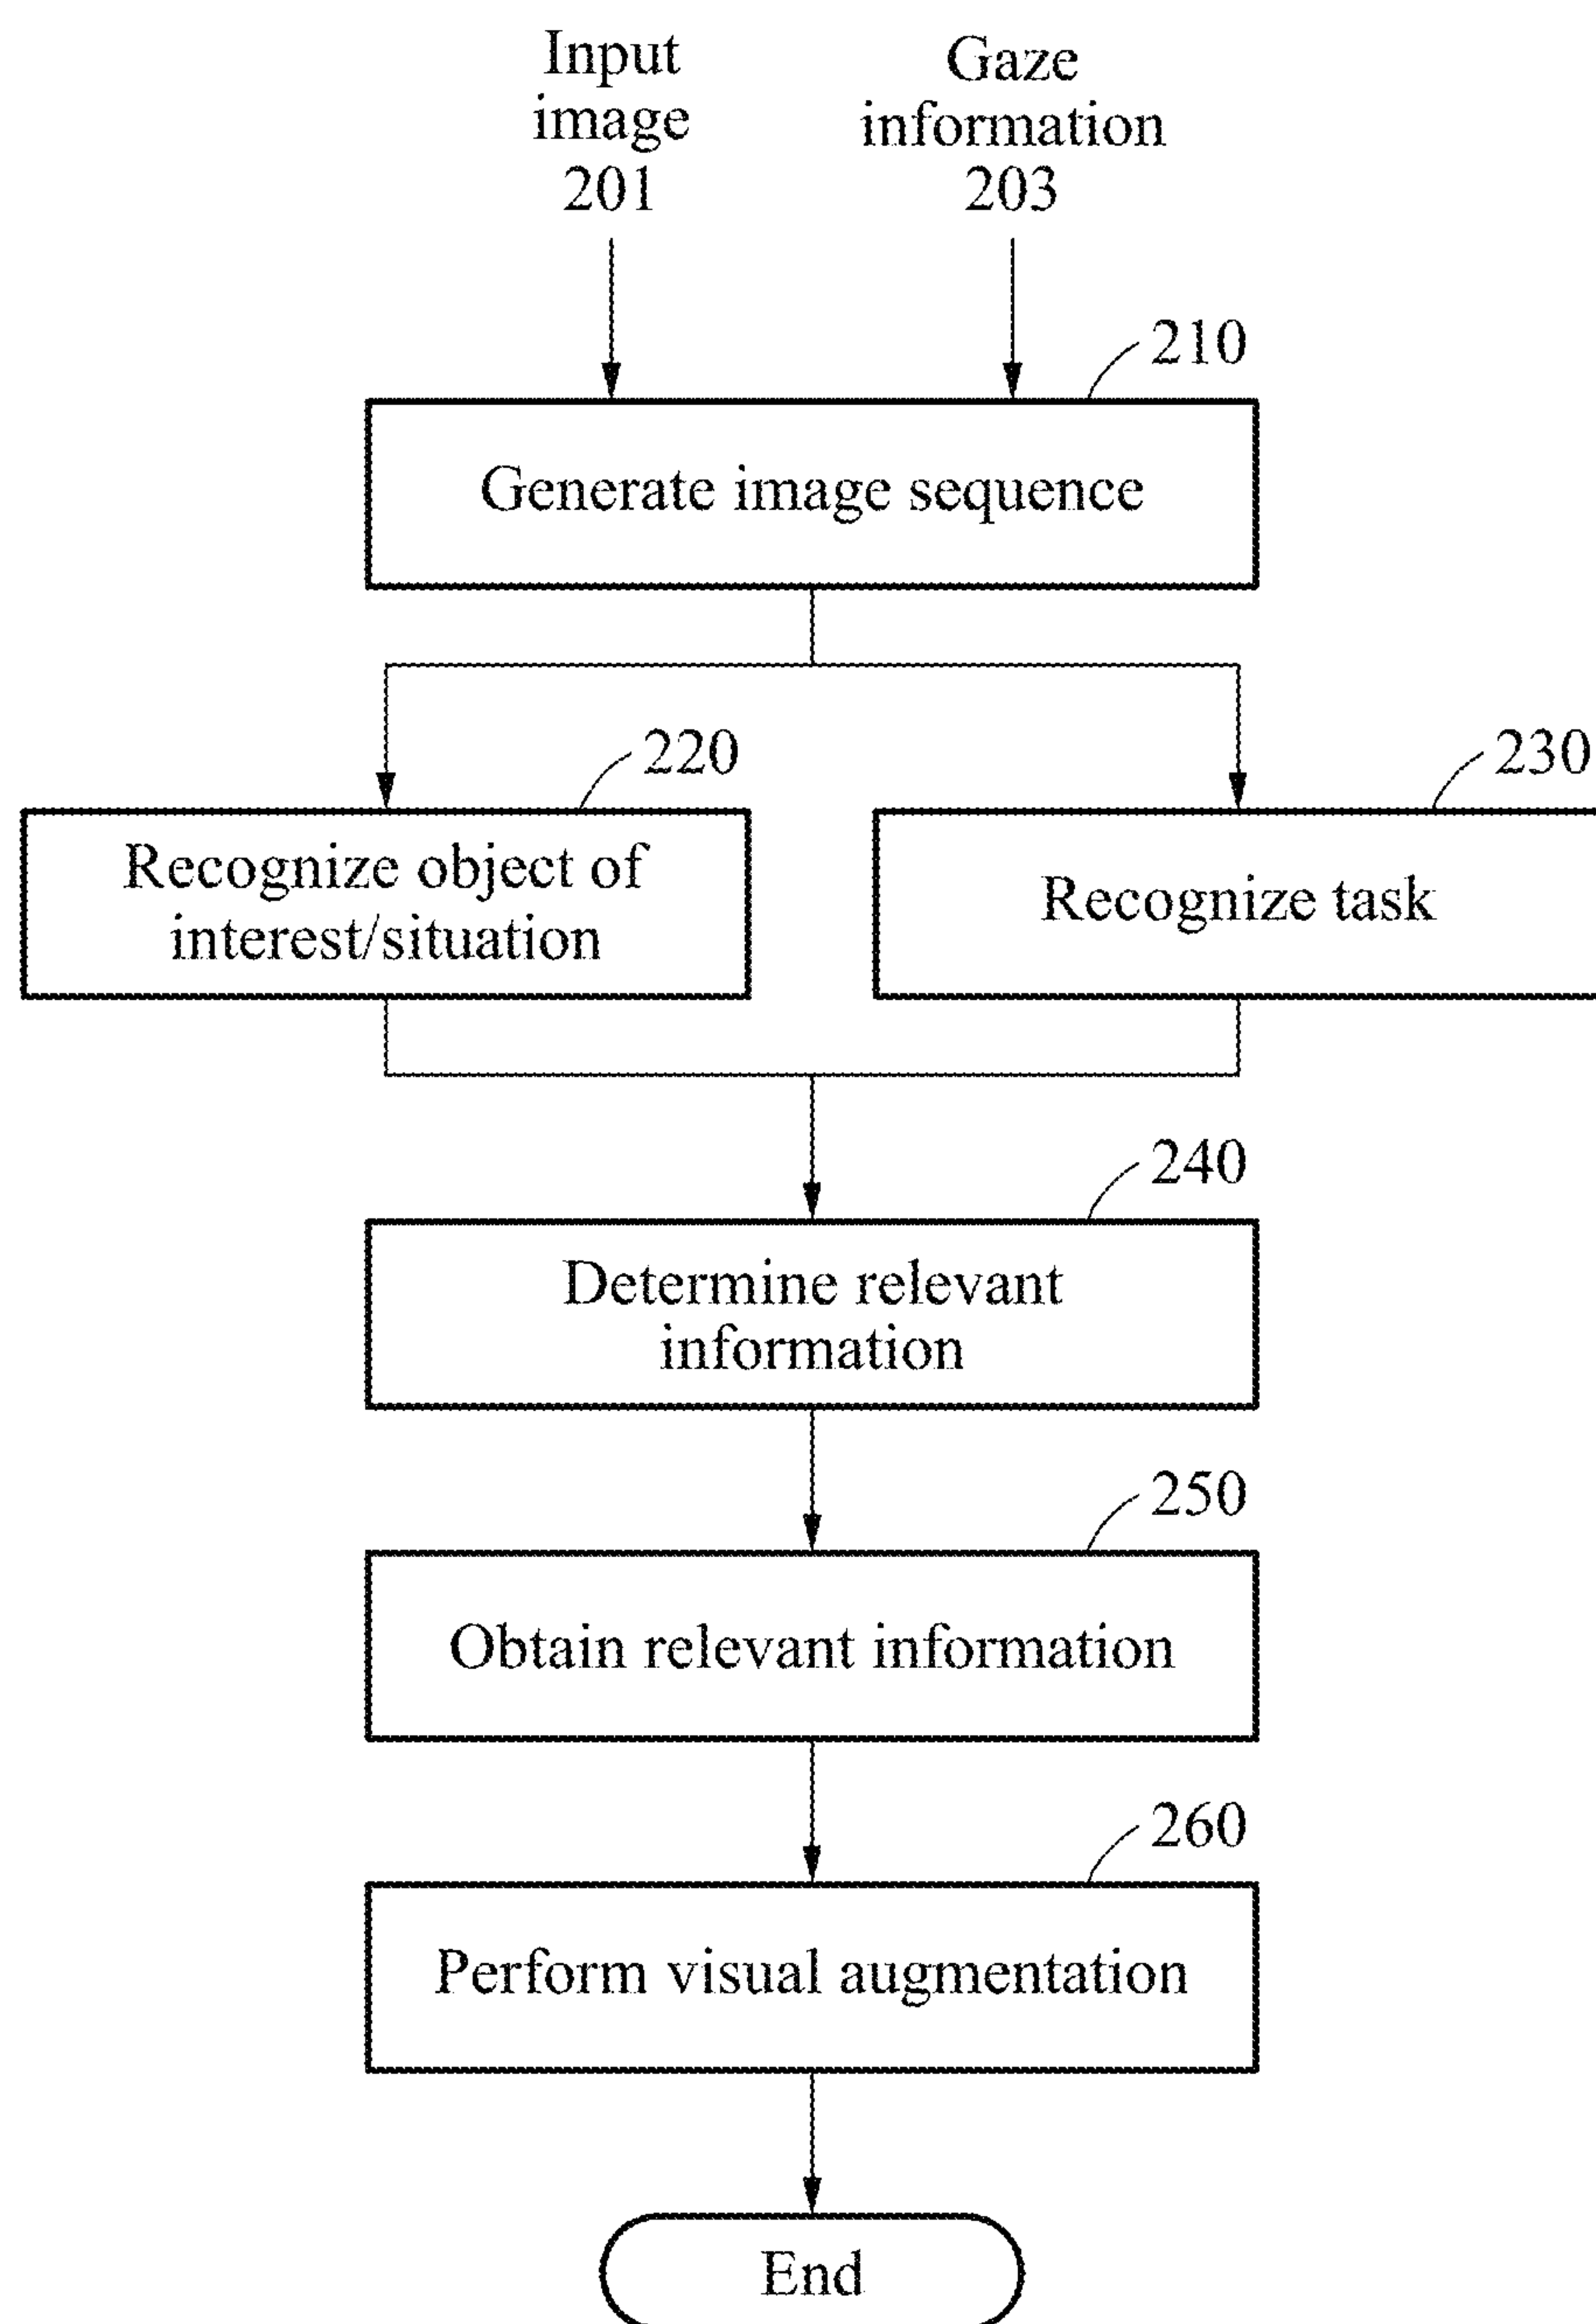 Input
image
201
Gaze
information
203
210
Generate image sequence
220
Recognize object of
interest/situation
230
Recognize task
240
Determine relevant
information
250
Obtain relevant information
260
Perform visual augmentation
End